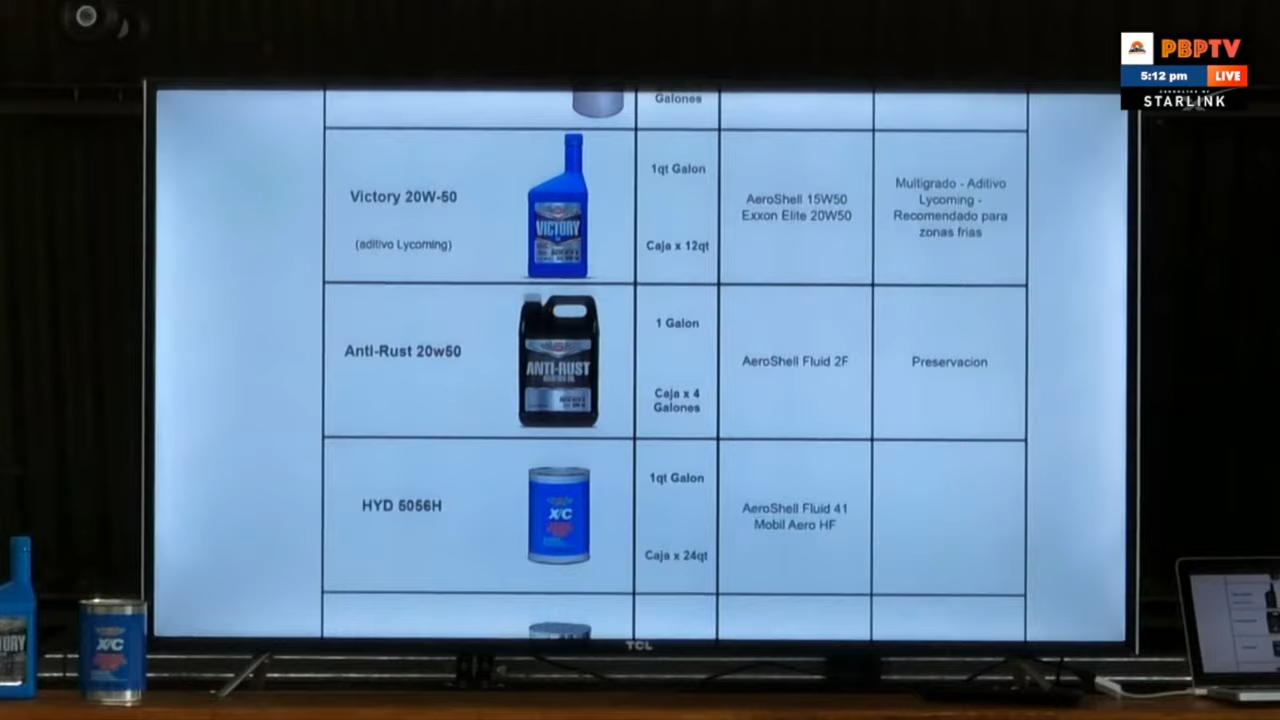 PBPTV
5:12 pm LIVE
STARLINK
Galones
Victory 20W-50
(aditivo Lycoming)
VICTORY
1qt Galon
Caja x 12qt
AeroShell 15W50
Exxon Elite 20W50
Multigrado - Aditivo
Lycoming -
Recomendado para
zonas frias
Anti-Rust 20w50
ANTI-RUST
1 Galon
Caja x 4
Galones
AeroShell Fluid 2F
Preservacion
HYD 5056H
X/C
1qt Galon
Caja x 24qt
AeroShell Fluid 41
Mobil Aero HF
TCL
TORY
X/C